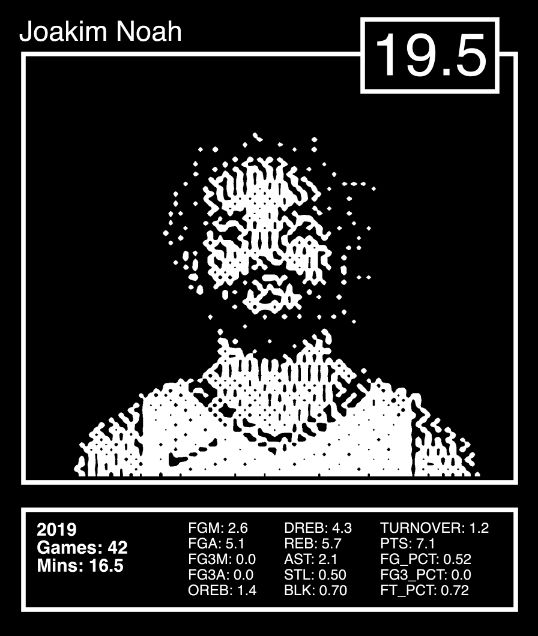 Joakim Noah
19.5
2019
Games: 42
Mins: 16.5
FGM: 2.6
FGA: 5.1
FG3M: 0.0
FG3A: 0.0
OREB: 1.4
DREB: 4.3
REB: 5.7
AST: 2.1
STL: 0.50
BLK: 0.70
TURNOVER: 1.2
PTS: 7.1
FG_PCT: 0.52
FG3_PCT: 0.0
FT_PCT: 0.72